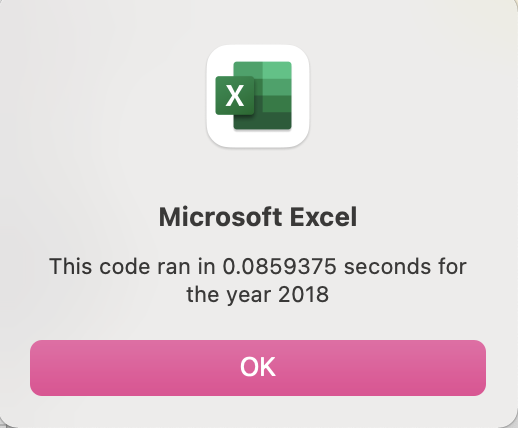 X
Microsoft Excel
This code ran in 0.0859375 seconds for
the year 2018
OK